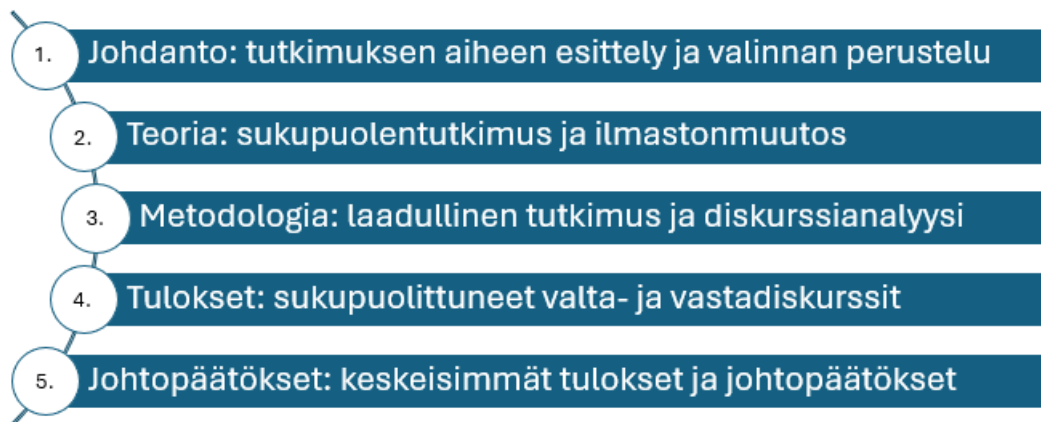 1. Johdanto: tutkimuksen aiheen esittely ja valinnan perustelu
2. Teoria: sukupuolentutkimus ja ilmastonmuutos
3. Metodologia: laadullinen tutkimus ja diskurssianalyysi
4. Tulokset: sukupuolittuneet valta- ja vastadiskurssit
5. Johtopäätökset: keskeisimmät tulokset ja johtopäätökset